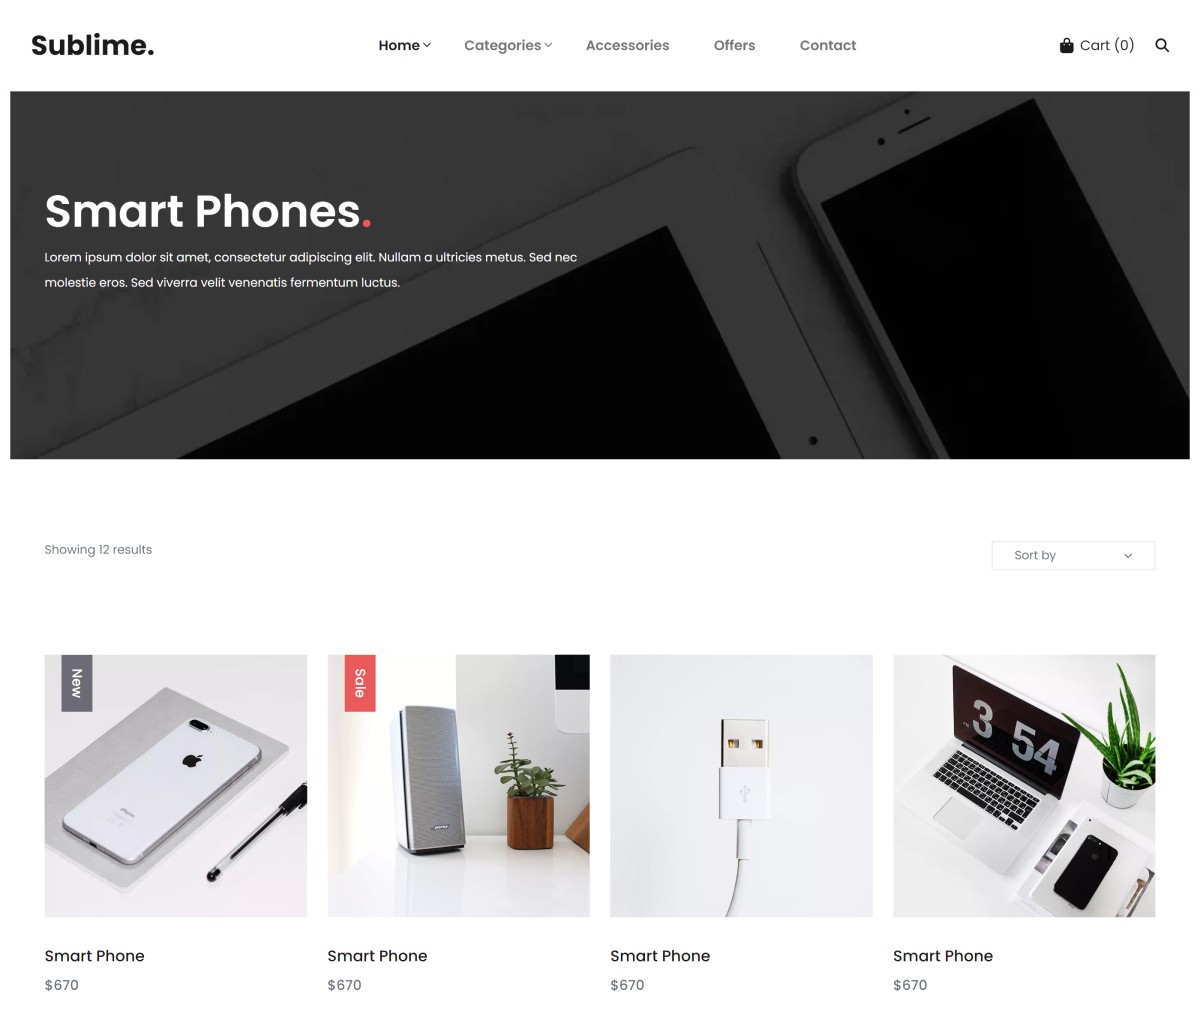 Sublime.
Home
Categories
Accessories
Offers
Contact
Cart (0)
Smart Phones.
Lorem ipsum dolor sit amet, consectetur adipiscing elit. Nullam a ultricies metus. Sed nec
molestie eros. Sed viverra velit venenatis fermentum luctus.
Showing 12 results
Sort by
New
Sale
iPhone
3 54
Smart Phone
$670
Smart Phone
$670
Smart Phone
$670
Smart Phone
$670